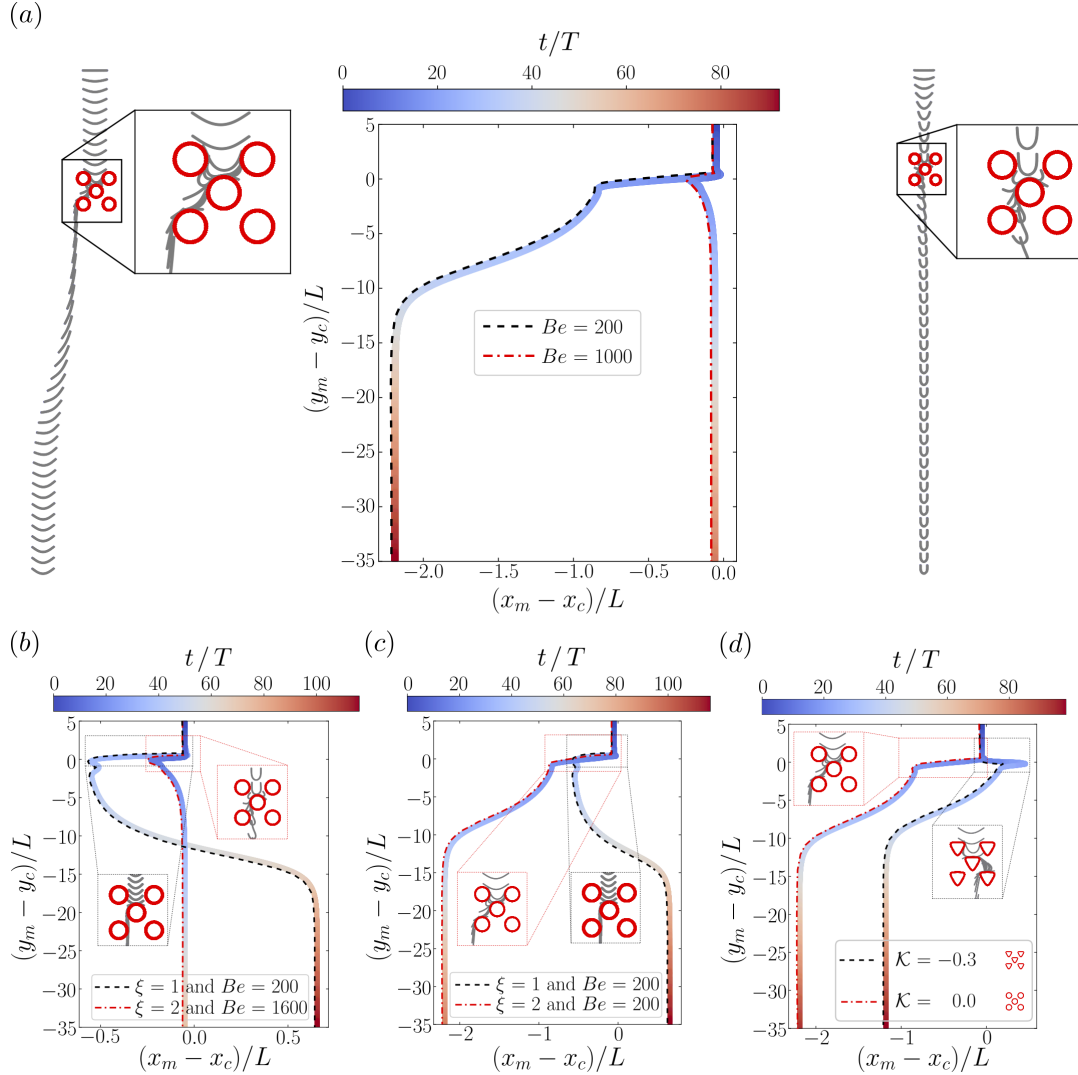 (a)
t/T
0 20 40 60 80
5
0
−5
−10
−15
−20
−25
−30
−35
(y_m − y_c)/L
Be = 200
Be = 1000
−2.0 −1.5 −1.0 −0.5 0.0
(x_m − x_c)/L
(b)
t/T
0 20 40 60 80 100
5
0
−5
−10
−15
−20
−25
−30
−35
(y_m − y_c)/L
ξ = 1 and Be = 200
ξ = 2 and Be = 1600
−0.5 0.0 0.5
(x_m − x_c)/L
(c)
t/T
0 20 40 60 80 100
5
0
−5
−10
−15
−20
−25
−30
−35
(y_m − y_c)/L
ξ = 1 and Be = 200
ξ = 2 and Be = 200
−2 −1 0
(x_m − x_c)/L
(d)
t/T
0 20 40 60 80
5
0
−5
−10
−15
−20
−25
−30
−35
(y_m − y_c)/L
𝒦 = −0.3
𝒦 = 0.0
−2 −1 0
(x_m − x_c)/L